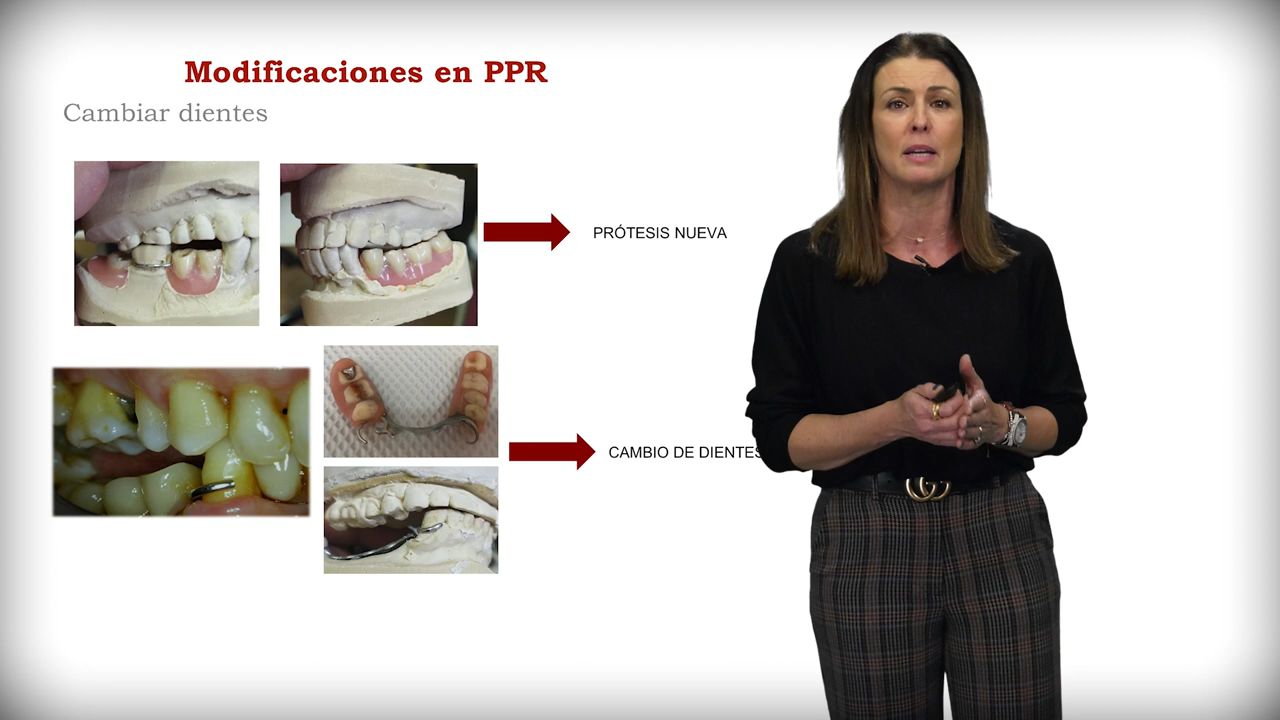 Modificaciones en PPR
Cambiar dientes
PRÓTESIS NUEVA
CAMBIO DE DIENTES